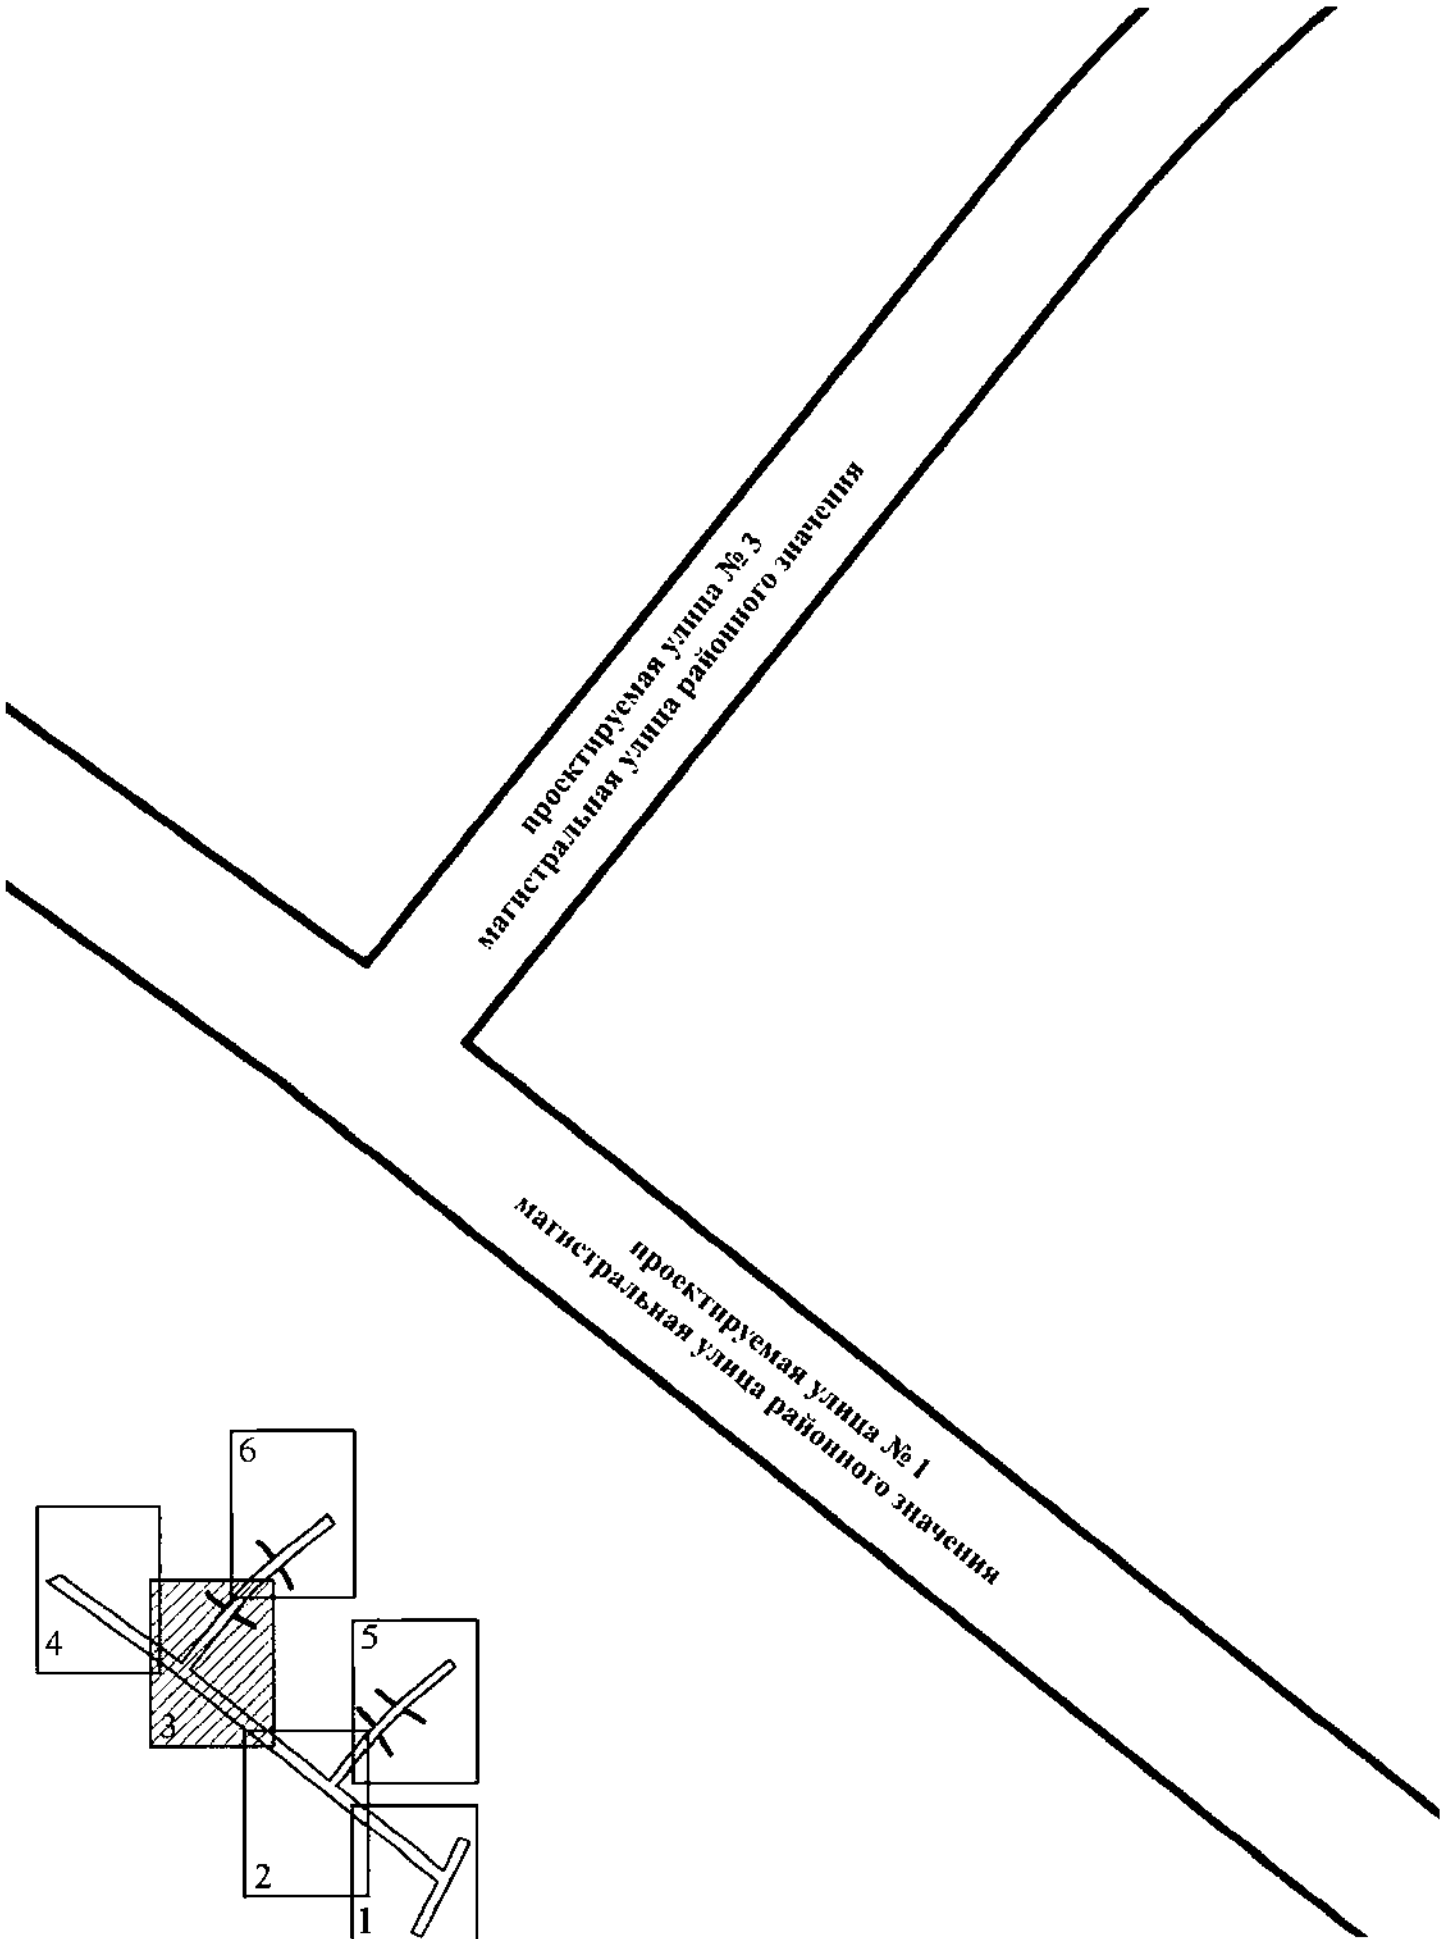 проектируемая улица № 3
магистральная улица районного значения
проектируемая улица № 1
магистральная улица районного значения
6
4
5
3
2
1